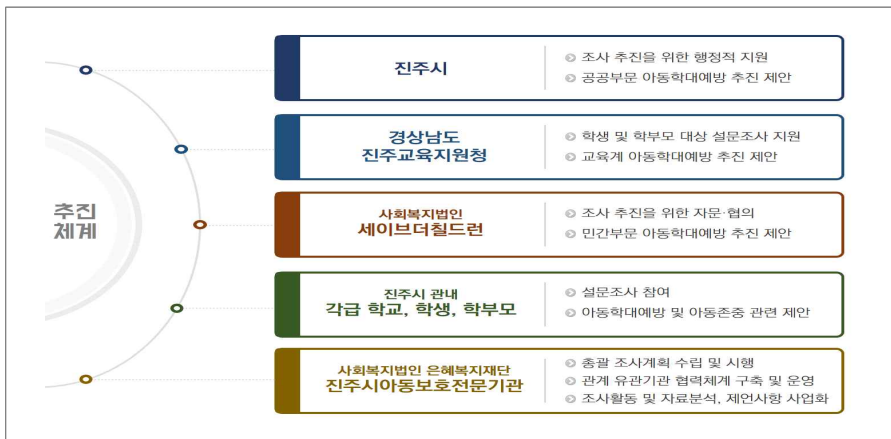 추진
체계
진주시
조사 추진을 위한 행정적 지원
공공부문 아동학대예방 추진 제안
경상남도
진주교육지원청
학생 및 학부모 대상 설문조사 지원
교육계 아동학대예방 추진 제안
사회복지법인
세이브더칠드런
조사 추진을 위한 자문·협의
민간부문 아동학대예방 추진 제안
진주시 관내
각급 학교, 학생, 학부모
설문조사 참여
아동학대예방 및 아동존중 관련 제안
사회복지법인 은혜복지재단
진주시아동보호전문기관
총괄 조사계획 수립 및 시행
관계 유관기관 협력체계 구축 및 운영
조사활동 및 자료분석, 제언사항 사업화